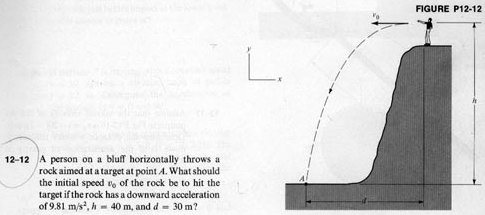 FIGURE P12-12
v₀
y
x
h
A
d
12-12 A person on a bluff horizontally throws a
rock aimed at a target at point A. What should
the initial speed v₀ of the rock be to hit the
target if the rock has a downward acceleration
of 9.81 m/s², h = 40 m, and d = 30 m?